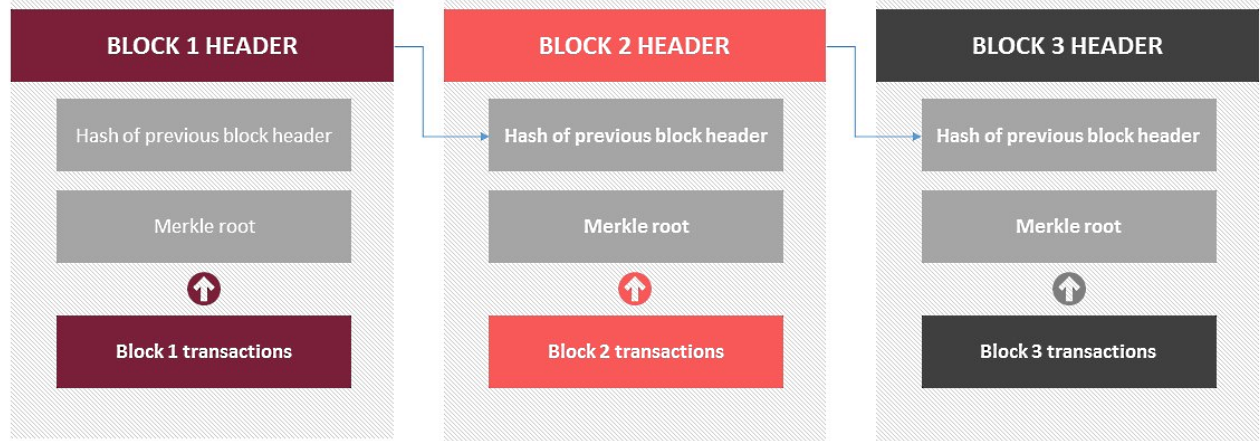 BLOCK 1 HEADER
Hash of previous block header
Merkle root
Block 1 transactions
BLOCK 2 HEADER
Hash of previous block header
Merkle root
Block 2 transactions
BLOCK 3 HEADER
Hash of previous block header
Merkle root
Block 3 transactions